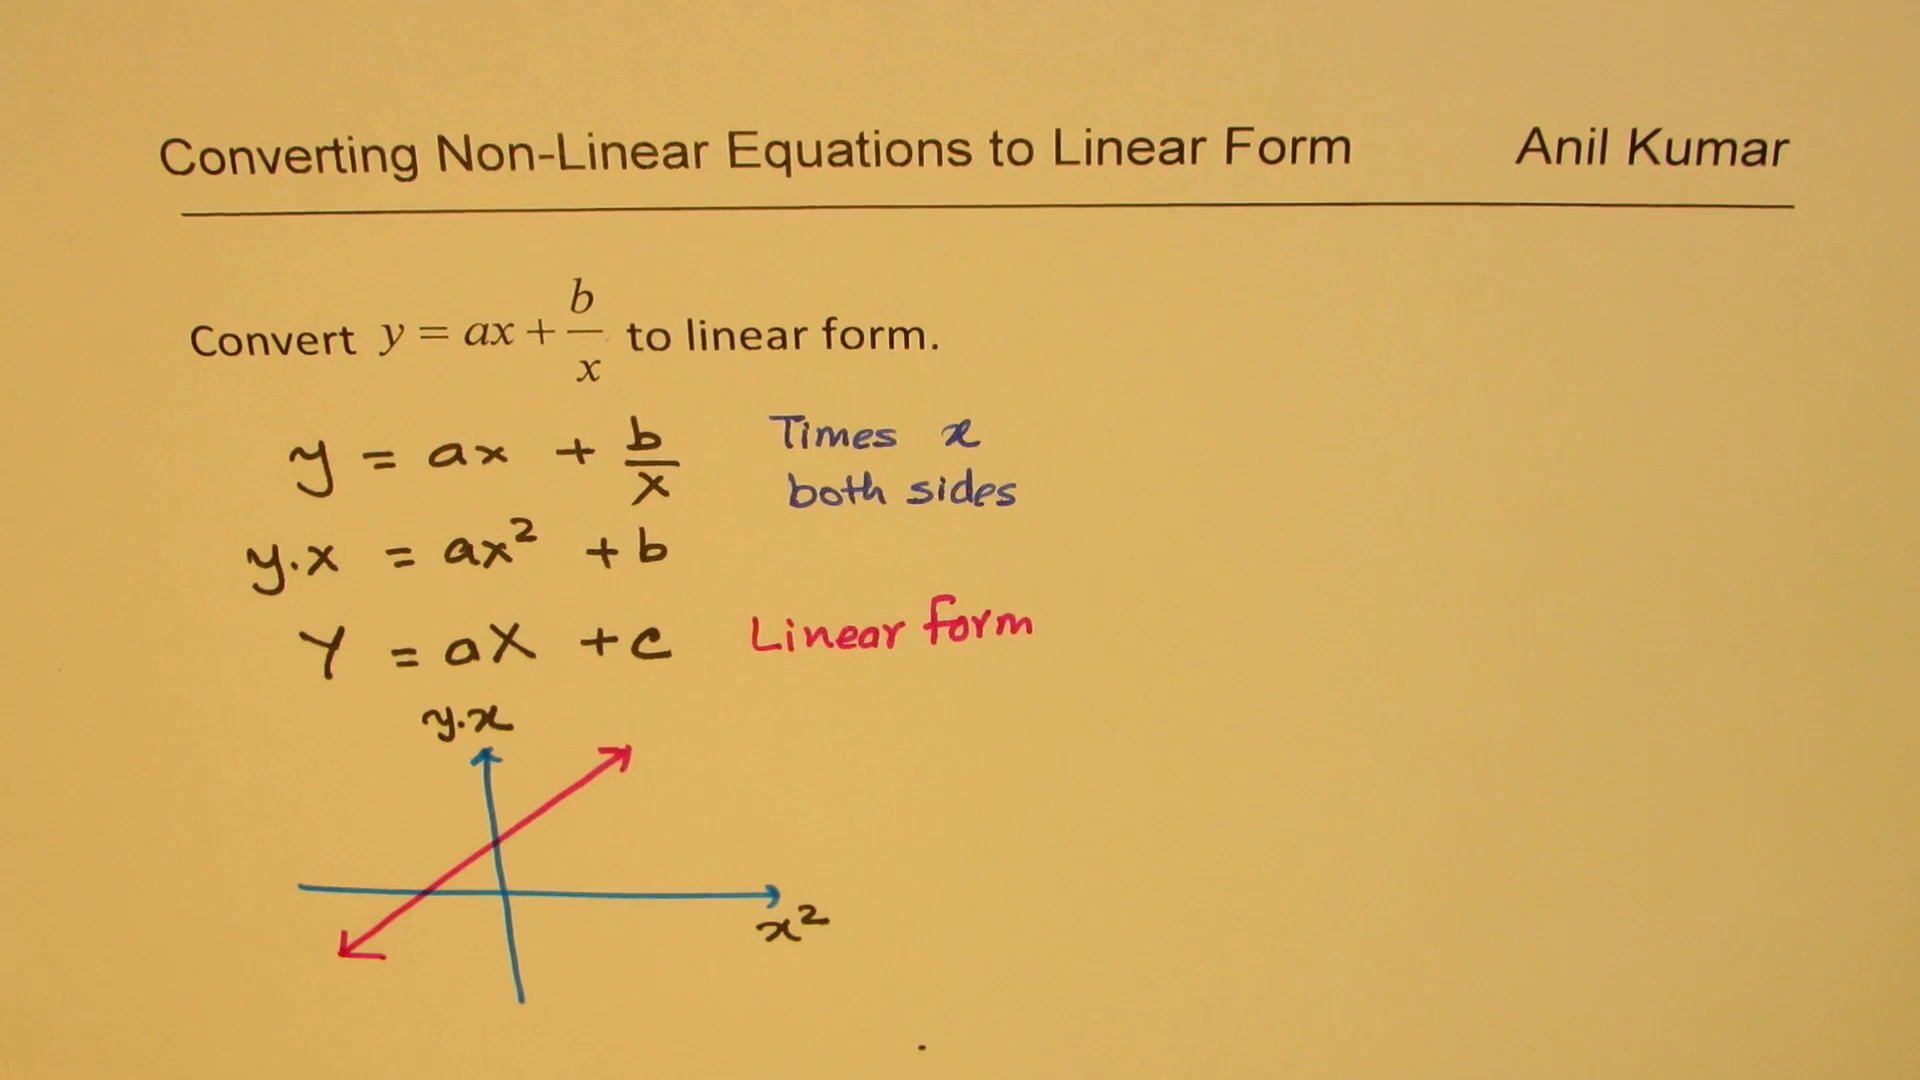 Converting Non-Linear Equations to Linear Form Anil Kumar
Convert y = ax + b/x to linear form.
y = ax + b/x Times x
both sides
y.x = ax² + b
Y = aX + c Linear form
y.x
x²